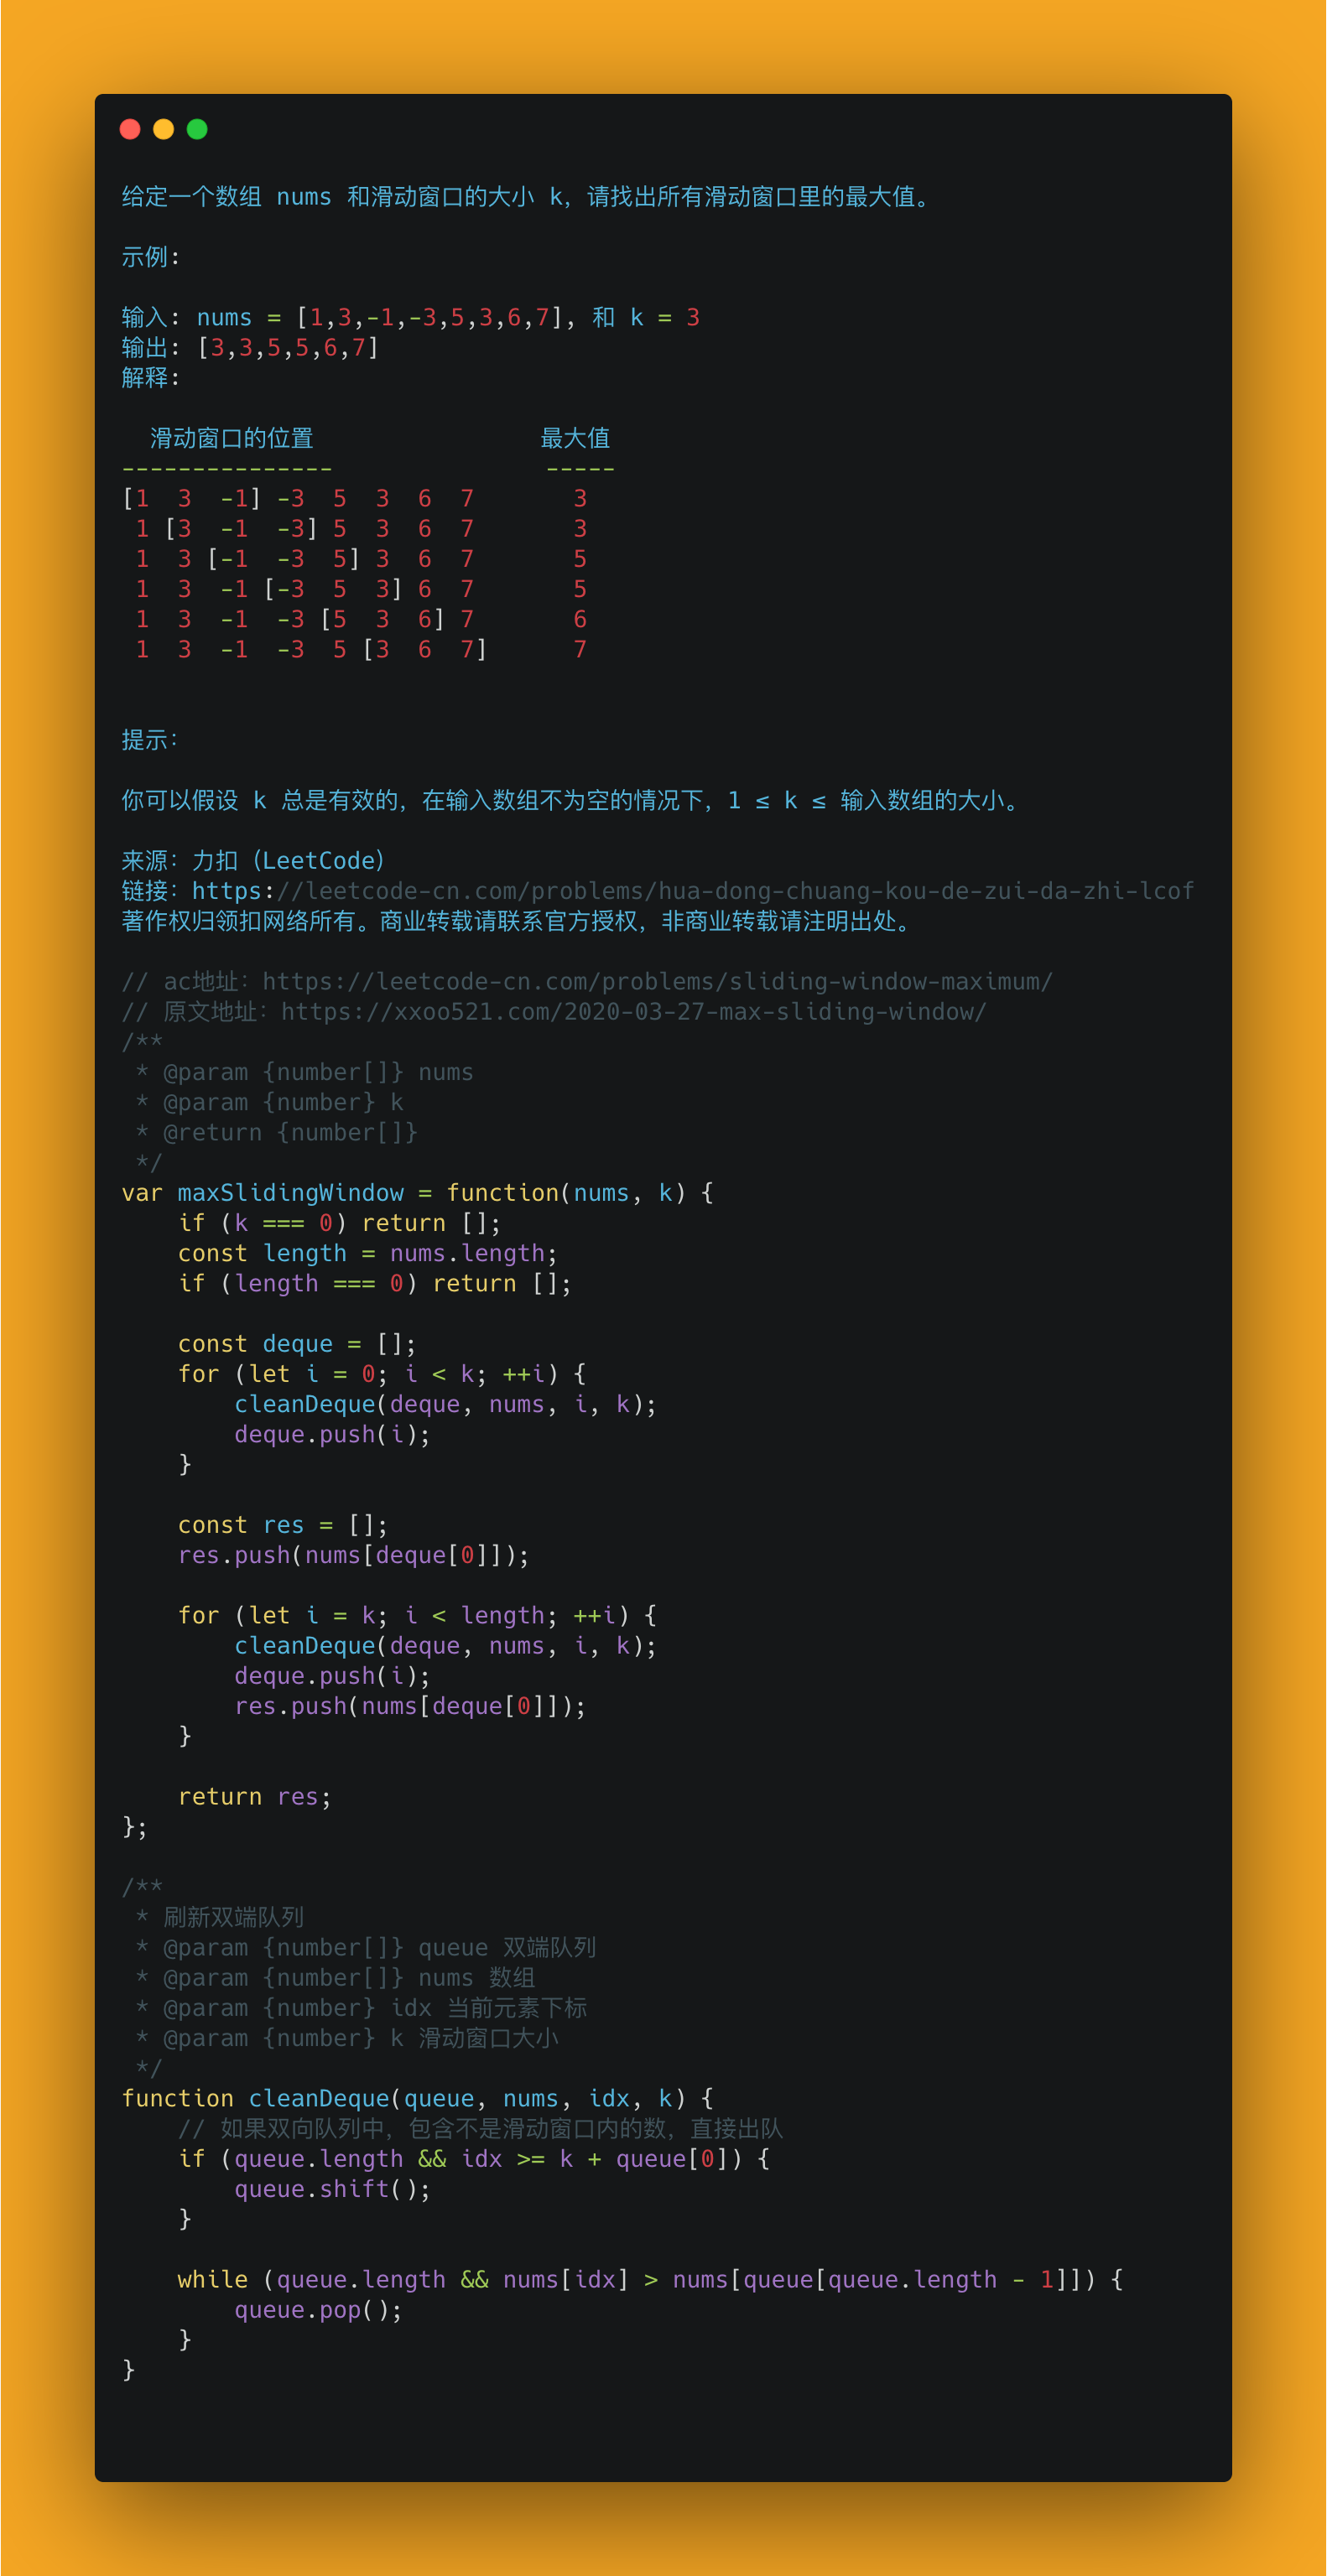 给定一个数组 nums 和滑动窗口的大小 k，请找出所有滑动窗口里的最大值。
示例:
输入: nums = [1,3,-1,-3,5,3,6,7], 和 k = 3
输出: [3,3,5,5,6,7]
解释:
  滑动窗口的位置                最大值
---------------               -----
[1  3  -1] -3  5  3  6  7       3
 1 [3  -1  -3] 5  3  6  7       3
 1  3 [-1  -3  5] 3  6  7       5
 1  3  -1 [-3  5  3] 6  7       5
 1  3  -1  -3 [5  3  6] 7       6
 1  3  -1  -3  5 [3  6  7]      7
提示：
你可以假设 k 总是有效的，在输入数组不为空的情况下，1 ≤ k ≤ 输入数组的大小。
来源：力扣（LeetCode）
链接：https://leetcode-cn.com/problems/hua-dong-chuang-kou-de-zui-da-zhi-lcof
著作权归领扣网络所有。商业转载请联系官方授权，非商业转载请注明出处。
// ac地址：https://leetcode-cn.com/problems/sliding-window-maximum/
// 原文地址：https://xxoo521.com/2020-03-27-max-sliding-window/
/**
 * @param {number[]} nums
 * @param {number} k
 * @return {number[]}
 */
var maxSlidingWindow = function(nums, k) {
    if (k === 0) return [];
    const length = nums.length;
    if (length === 0) return [];
    const deque = [];
    for (let i = 0; i < k; ++i) {
        cleanDeque(deque, nums, i, k);
        deque.push(i);
    }
    const res = [];
    res.push(nums[deque[0]]);
    for (let i = k; i < length; ++i) {
        cleanDeque(deque, nums, i, k);
        deque.push(i);
        res.push(nums[deque[0]]);
    }
    return res;
};
/**
 * 刷新双端队列
 * @param {number[]} queue 双端队列
 * @param {number[]} nums 数组
 * @param {number} idx 当前元素下标
 * @param {number} k 滑动窗口大小
 */
function cleanDeque(queue, nums, idx, k) {
    // 如果双向队列中，包含不是滑动窗口内的数，直接出队
    if (queue.length && idx >= k + queue[0]) {
        queue.shift();
    }
    while (queue.length && nums[idx] > nums[queue[queue.length - 1]]) {
        queue.pop();
    }
}